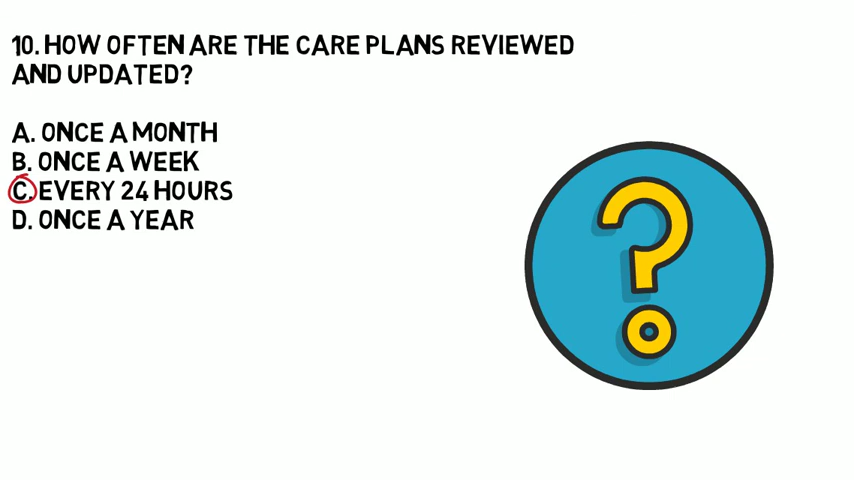 10. HOW OFTEN ARE THE CARE PLANS REVIEWED
AND UPDATED?
A. ONCE A MONTH
B. ONCE A WEEK
C. EVERY 24 HOURS
D. ONCE A YEAR
?